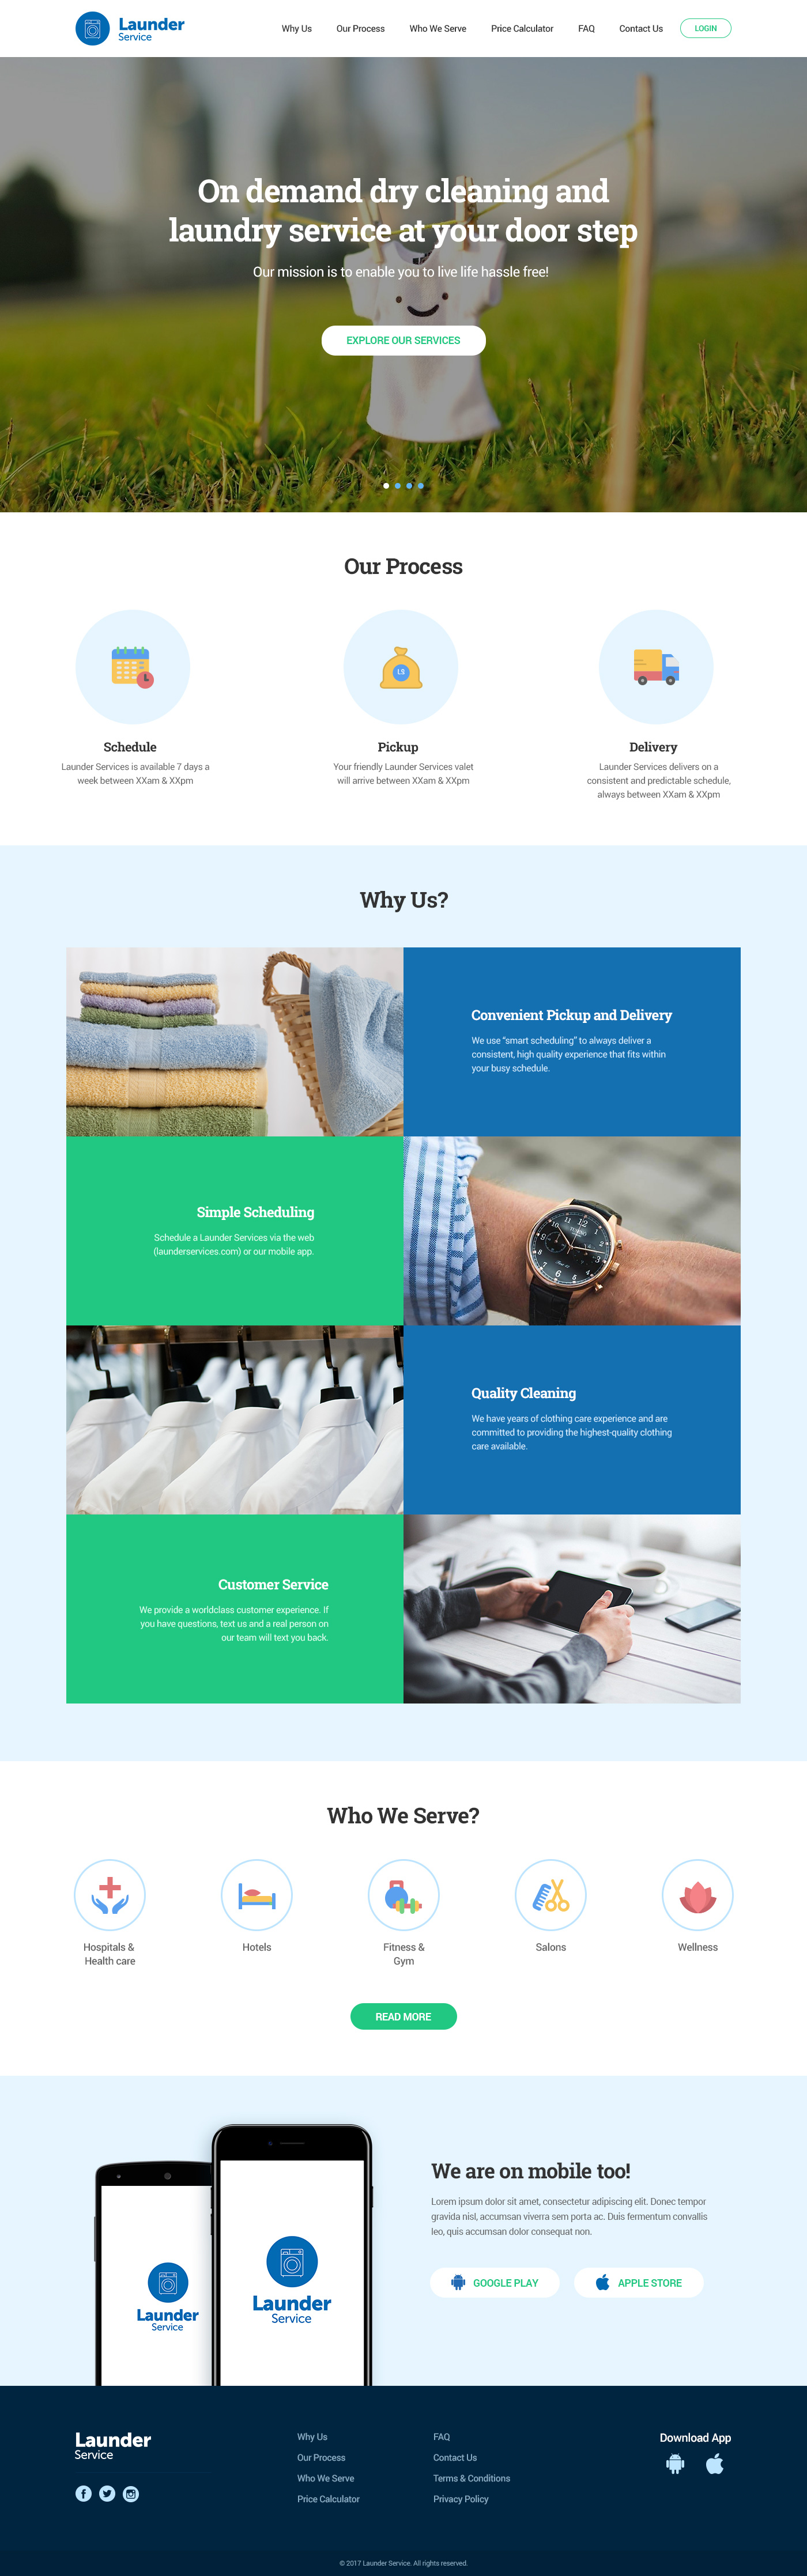 Launder
Service
Why Us
Our Process
Who We Serve
Price Calculator
FAQ
Contact Us
LOGIN
On demand dry cleaning and
laundry service at your door step
Our mission is to enable you to live life hassle free!
EXPLORE OUR SERVICES
Our Process
LS
Schedule
Launder Services is available 7 days a
week between XXam & XXpm
Pickup
Your friendly Launder Services valet
will arrive between XXam & XXpm
Delivery
Launder Services delivers on a
consistent and predictable schedule,
always between XXam & XXpm
Why Us?
Convenient Pickup and Delivery
We use “smart scheduling” to always deliver a
consistent, high quality experience that fits within
your busy schedule.
Simple Scheduling
Schedule a Launder Services via the web
(launderservices.com) or our mobile app.
Quality Cleaning
We have years of clothing care experience and are
committed to providing the highest-quality clothing
care available.
Customer Service
We provide a worldclass customer experience. If
you have questions, text us and a real person on
our team will text you back.
Who We Serve?
Hospitals &
Health care
Hotels
Fitness &
Gym
Salons
Wellness
READ MORE
Launder
Service
Launder
Service
We are on mobile too!
Lorem ipsum dolor sit amet, consectetur adipiscing elit. Donec tempor
gravida nisl, accumsan viverra sem porta ac. Duis fermentum convallis
leo, quis accumsan dolor consequat non.
GOOGLE PLAY
APPLE STORE
Launder
Service
Why Us
Our Process
Who We Serve
Price Calculator
FAQ
Contact Us
Terms & Conditions
Privacy Policy
Download App
© 2017 Launder Service. All rights reserved.